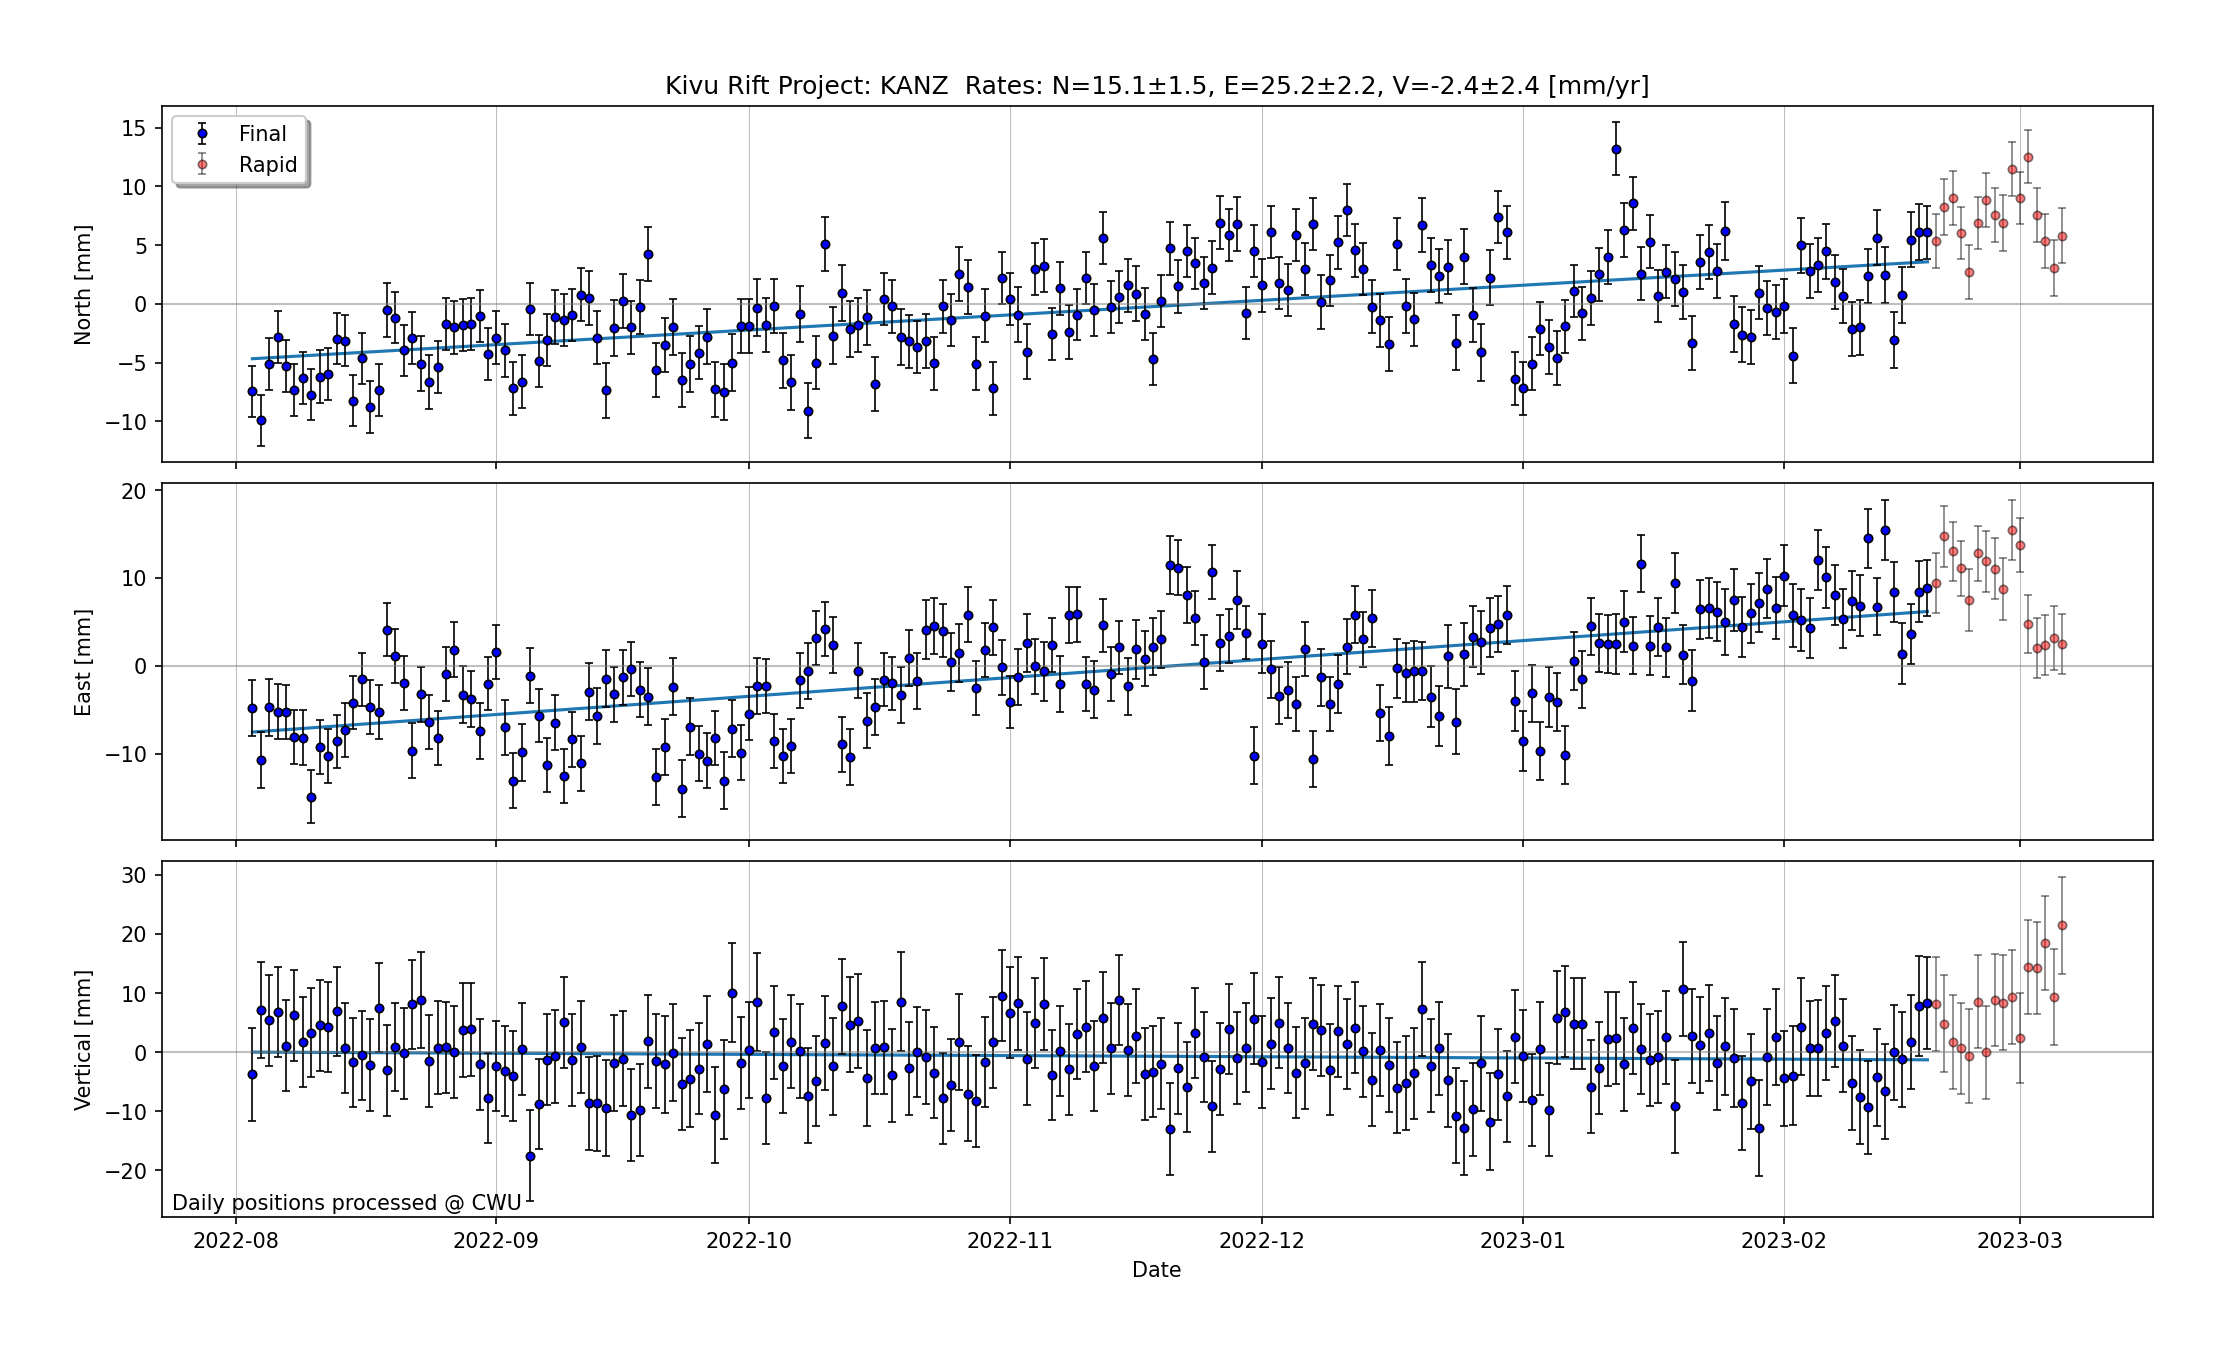 Kivu Rift Project: KANZ  Rates: N=15.1±1.5, E=25.2±2.2, V=-2.4±2.4 [mm/yr]
Final
Rapid
North [mm]
15
10
5
0
−5
−10
East [mm]
20
10
0
−10
Vertical [mm]
30
20
10
0
−10
−20
Daily positions processed @ CWU
2022-08 2022-09 2022-10 2022-11 2022-12 2023-01 2023-02 2023-03
Date